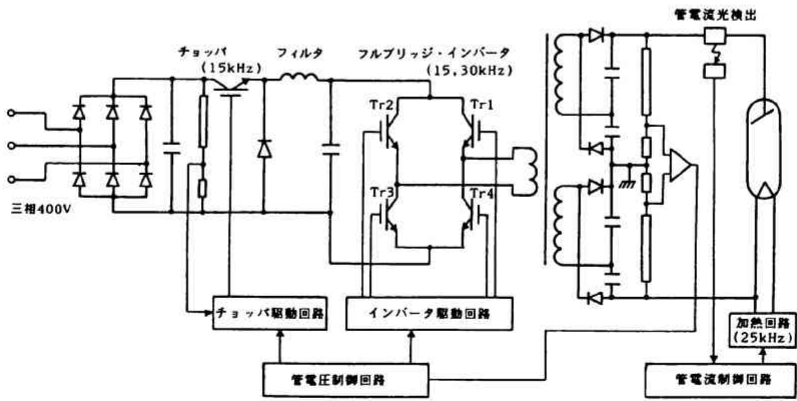 管電流光検出
チョッパ
(15kHz)
フィルタ
フルブリッジ・インバータ
(15,30kHz)
Tr2
Tr1
Tr3
Tr4
三相400V
チョッパ駆動回路
インバータ駆動回路
加熱回路
(25kHz)
管電圧制御回路
管電流制御回路